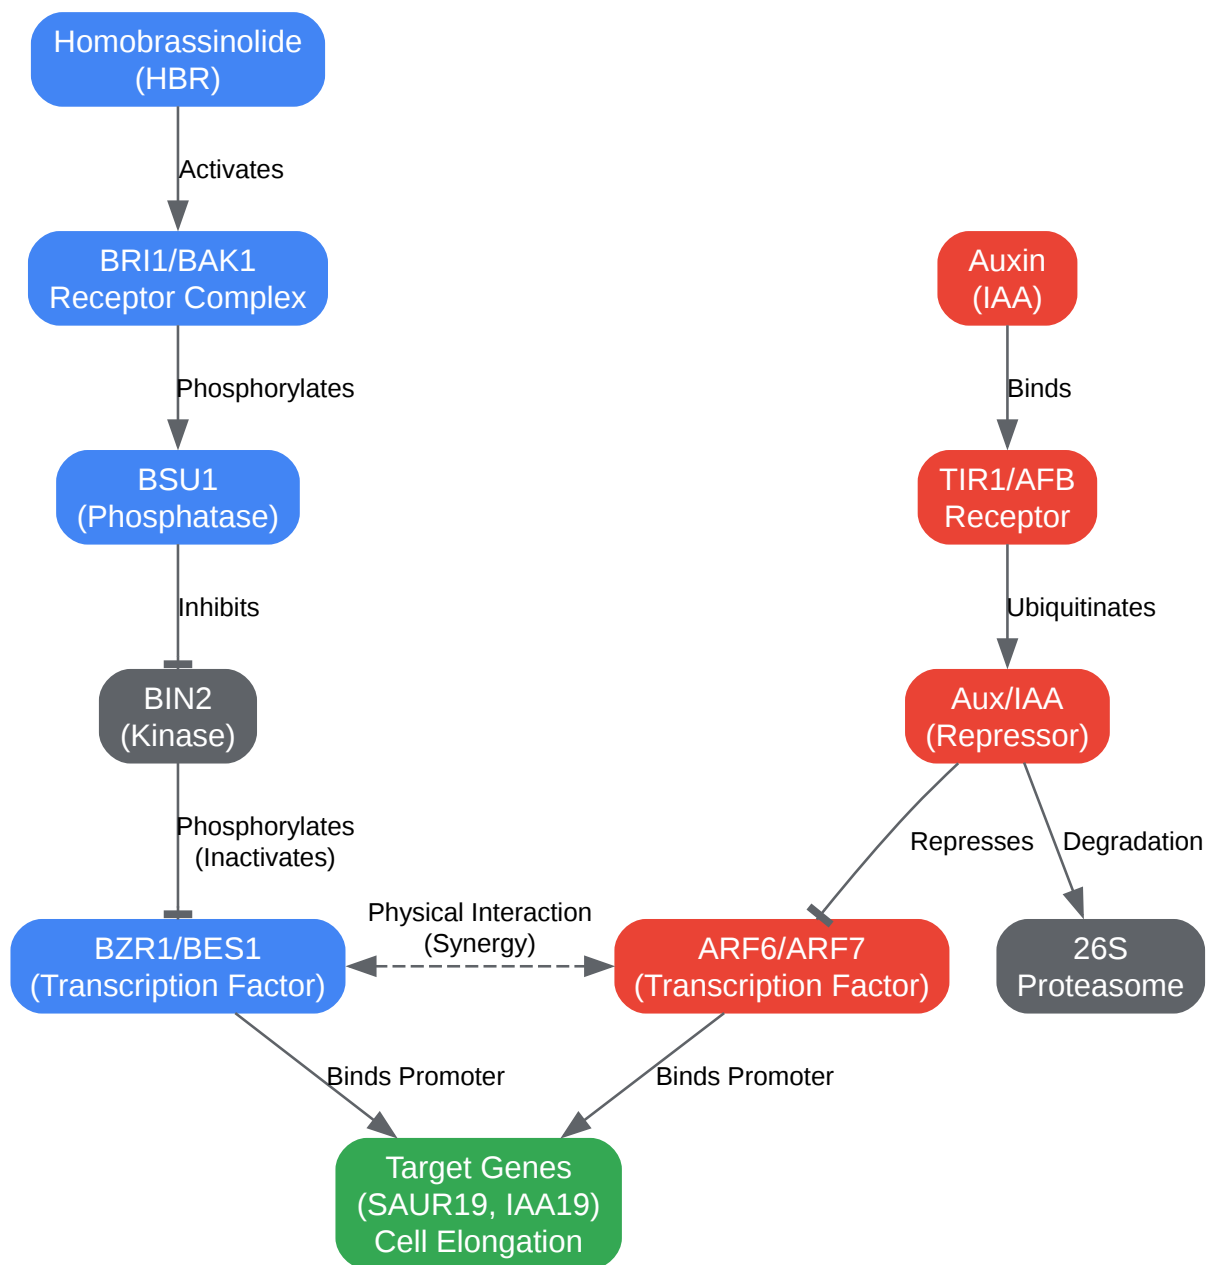 Homobrassinolide
(HBR)
Activates
BRI1/BAK1
Receptor Complex
Auxin
(IAA)
Phosphorylates
Binds
BSU1
(Phosphatase)
TIR1/AFB
Receptor
Inhibits
Ubiquitinates
BIN2
(Kinase)
Aux/IAA
(Repressor)
Phosphorylates
(Inactivates)
Represses
Degradation
Physical Interaction
(Synergy)
BZR1/BES1
(Transcription Factor)
ARF6/ARF7
(Transcription Factor)
26S
Proteasome
Binds Promoter
Binds Promoter
Target Genes
(SAUR19, IAA19)
Cell Elongation